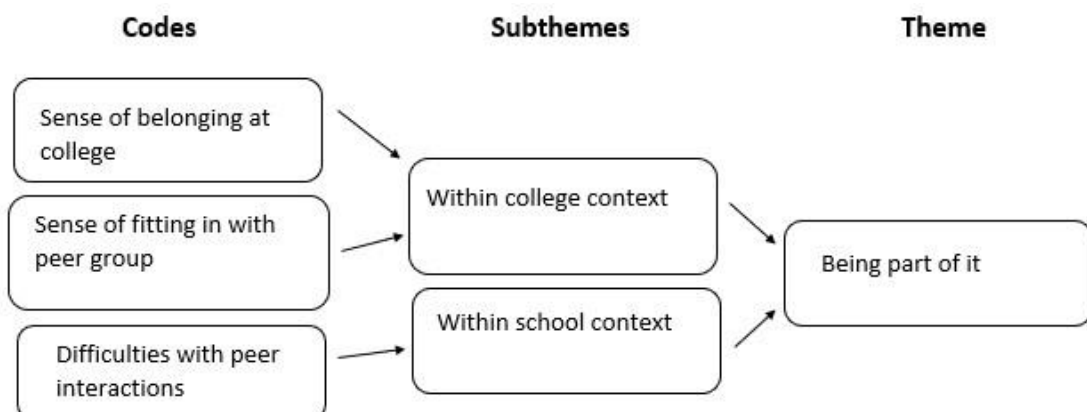 Codes
Subthemes
Theme
Sense of belonging at
college
Sense of fitting in with
peer group
Difficulties with peer
interactions
Within college context
Within school context
Being part of it